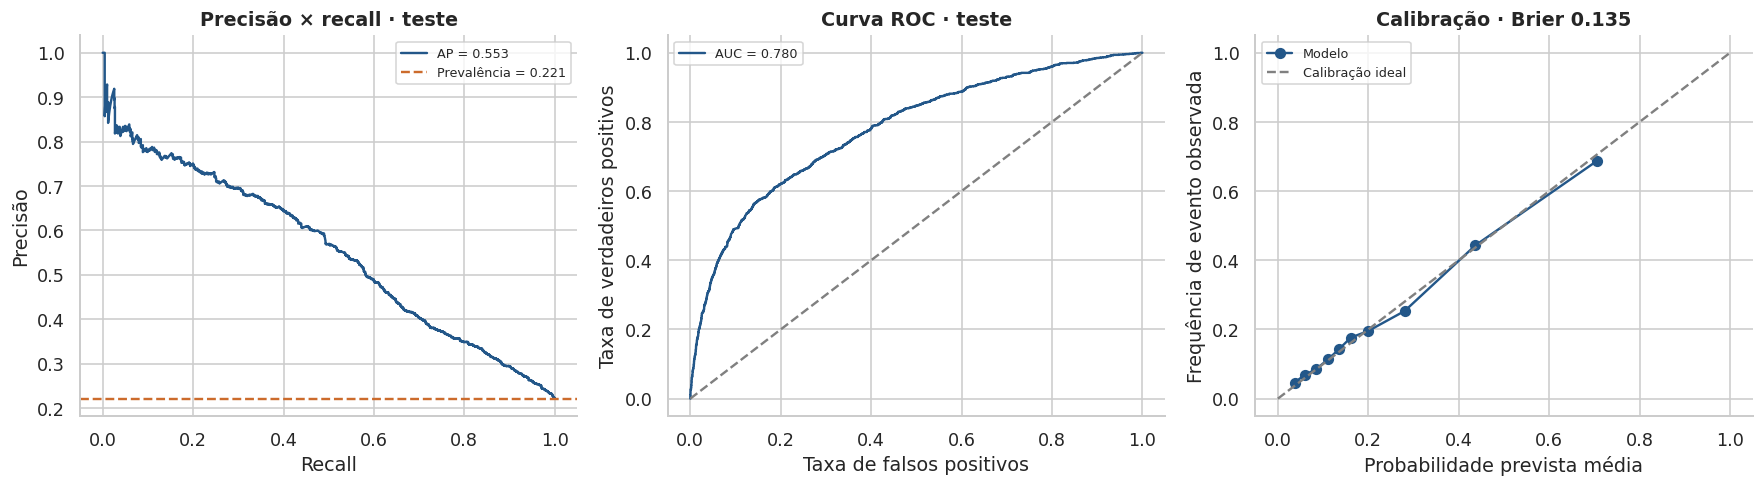 Precisão × recall · teste
AP = 0.553
Prevalência = 0.221
1.0
0.9
0.8
0.7
0.6
0.5
0.4
0.3
0.2
Precisão
0.0 0.2 0.4 0.6 0.8 1.0
Recall
Curva ROC · teste
AUC = 0.780
1.0
0.8
0.6
0.4
0.2
0.0
Taxa de verdadeiros positivos
0.0 0.2 0.4 0.6 0.8 1.0
Taxa de falsos positivos
Calibração · Brier 0.135
Modelo
Calibração ideal
1.0
0.8
0.6
0.4
0.2
0.0
Frequência de evento observada
0.0 0.2 0.4 0.6 0.8 1.0
Probabilidade prevista média